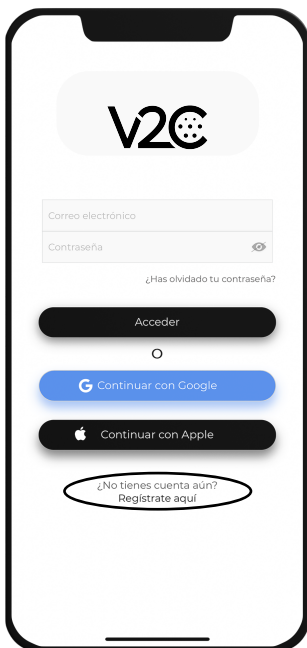 V2C
Correo electrónico
Contraseña
¿Has olvidado tu contraseña?
Acceder
O
G Continuar con Google
Continuar con Apple
¿No tienes cuenta aún?
Regístrate aquí